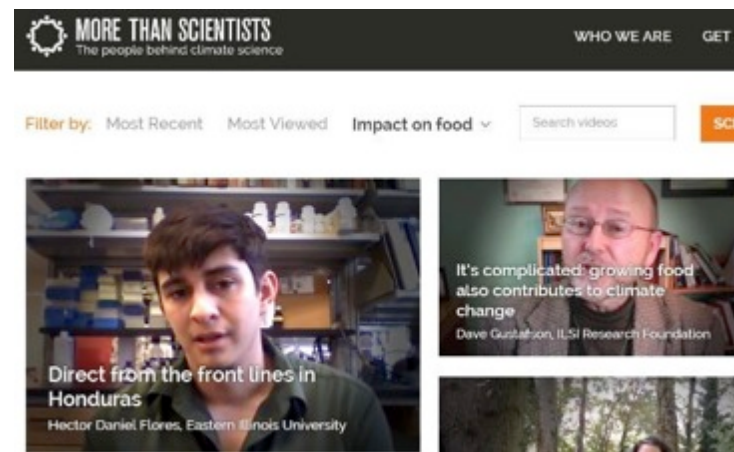 MORE THAN SCIENTISTS
The people behind climate science
WHO WE ARE GET
Filter by: Most Recent Most Viewed Impact on food
Search videos
SCI
Direct from the front lines in
Honduras
Hector Daniel Flores, Eastern Illinois University
It's complicated: growing food
also contributes to climate
change
Dave Gustafson, ILSI Research Foundation